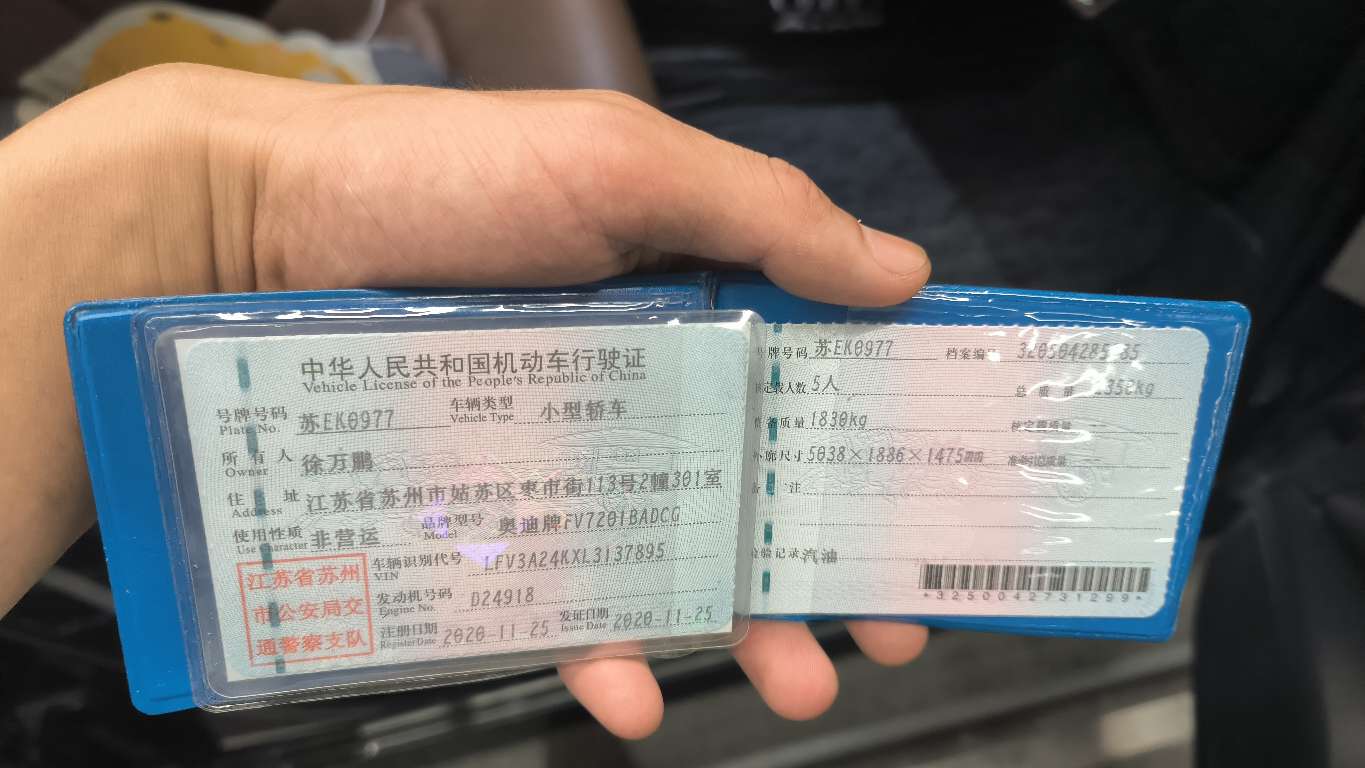 中华人民共和国机动车行驶证
Vehicle License of the People's Republic of China
号牌号码 苏EK0977 车辆类型 小型轿车
Plate No. Vehicle Type
所有人 徐万鹏
Owner
住址 江苏省苏州市姑苏区枣市街113号2幢301室
Address
使用性质 非营运 品牌型号 奥迪牌FV7201BADCG
Use Character Model
江苏省苏州
市公安局交
通警察支队
车辆识别代号 LFV3A24KXL3137895
VIN
发动机号码 D24918
Engine No.
注册日期 2020-11-25 发证日期 2020-11-25
Register Date Issue Date
号牌号码 苏EK0977 档案编号
核定载人数 5人 总质量
整备质量 1830kg 核定载质量
外廓尺寸 5038×1886×1475mm 准牵引总质量
备注
检验记录 汽油
*3250042731299*